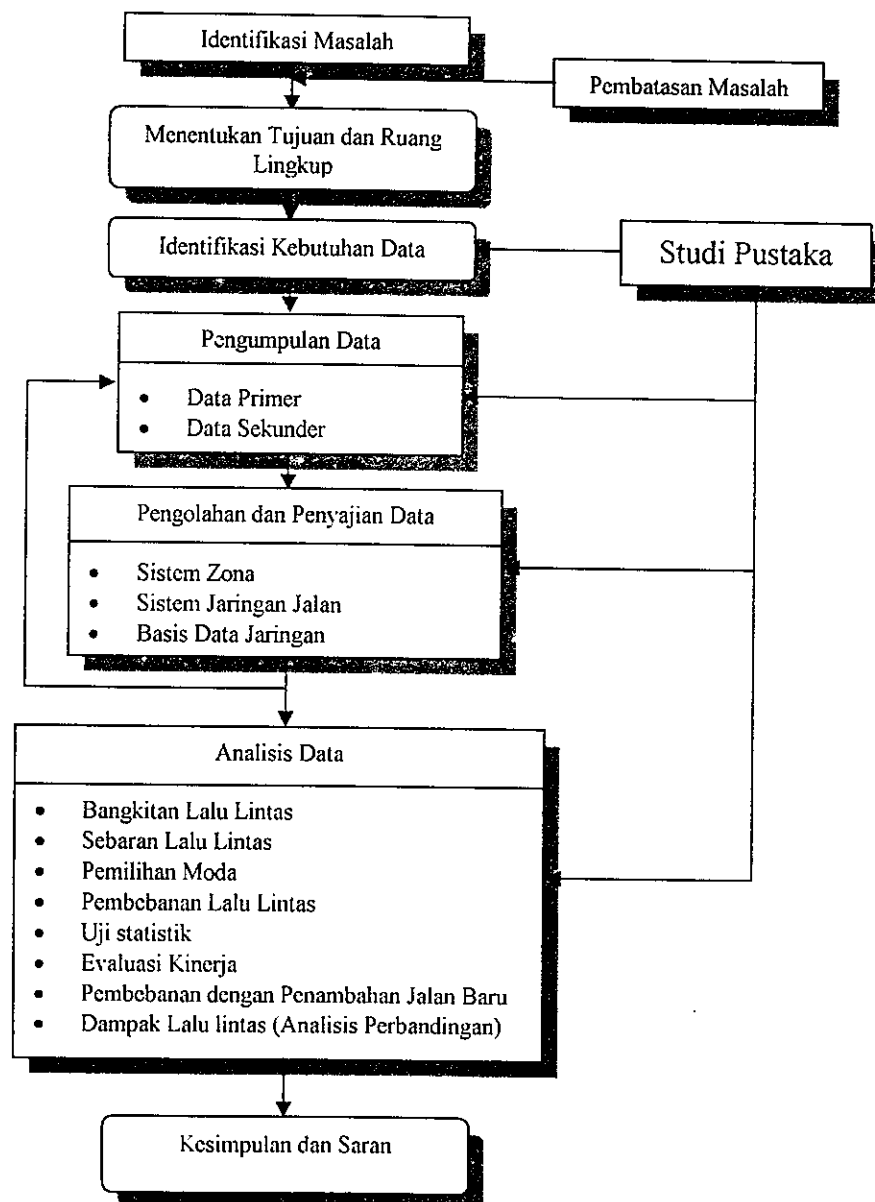 Identifikasi Masalah
Pembatasan Masalah
Menentukan Tujuan dan Ruang
Lingkup
Identifikasi Kebutuhan Data
Studi Pustaka
Pengumpulan Data
• Data Primer
• Data Sekunder
Pengolahan dan Penyajian Data
• Sistem Zona
• Sistem Jaringan Jalan
• Basis Data Jaringan
Analisis Data
• Bangkitan Lalu Lintas
• Sebaran Lalu Lintas
• Pemilihan Moda
• Pembebanan Lalu Lintas
• Uji statistik
• Evaluasi Kinerja
• Pembebanan dengan Penambahan Jalan Baru
• Dampak Lalu lintas (Analisis Perbandingan)
Kesimpulan dan Saran